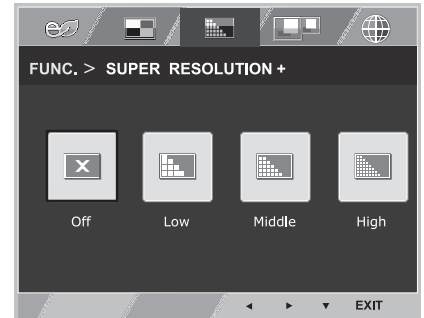 FUNC. > SUPER RESOLUTION +
Off Low Middle High
◄ ► ▼ EXIT